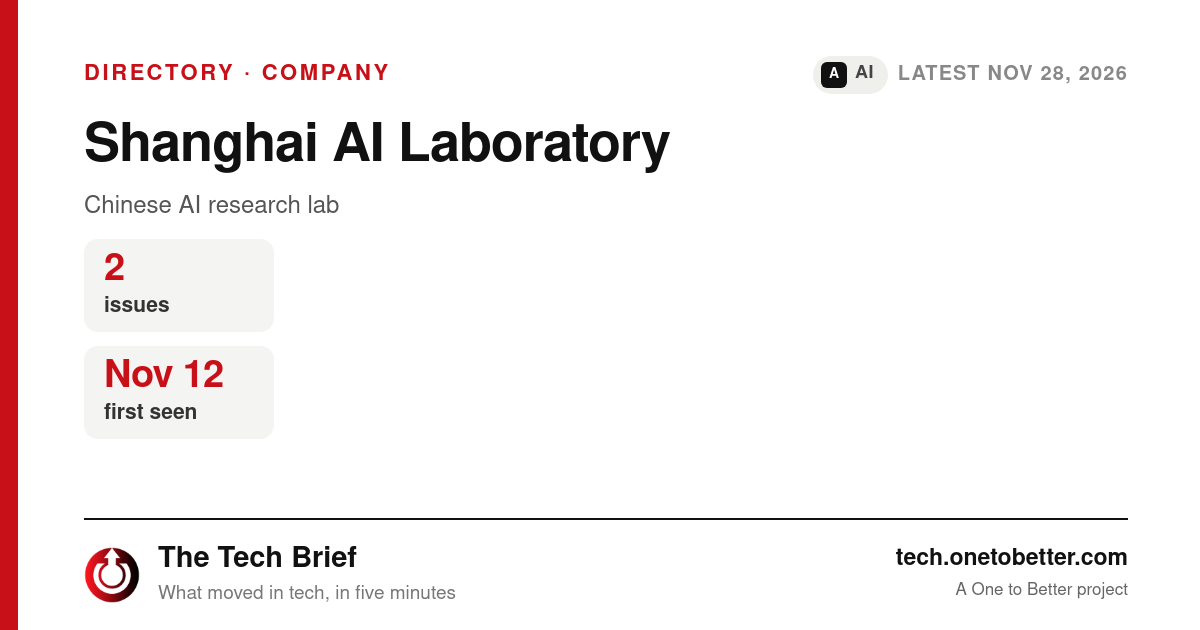 DIRECTORY · COMPANY
A AI LATEST NOV 28, 2026
Shanghai AI Laboratory
Chinese AI research lab
2
issues
Nov 12
first seen
The Tech Brief
What moved in tech, in five minutes
tech.onetobetter.com
A One to Better project